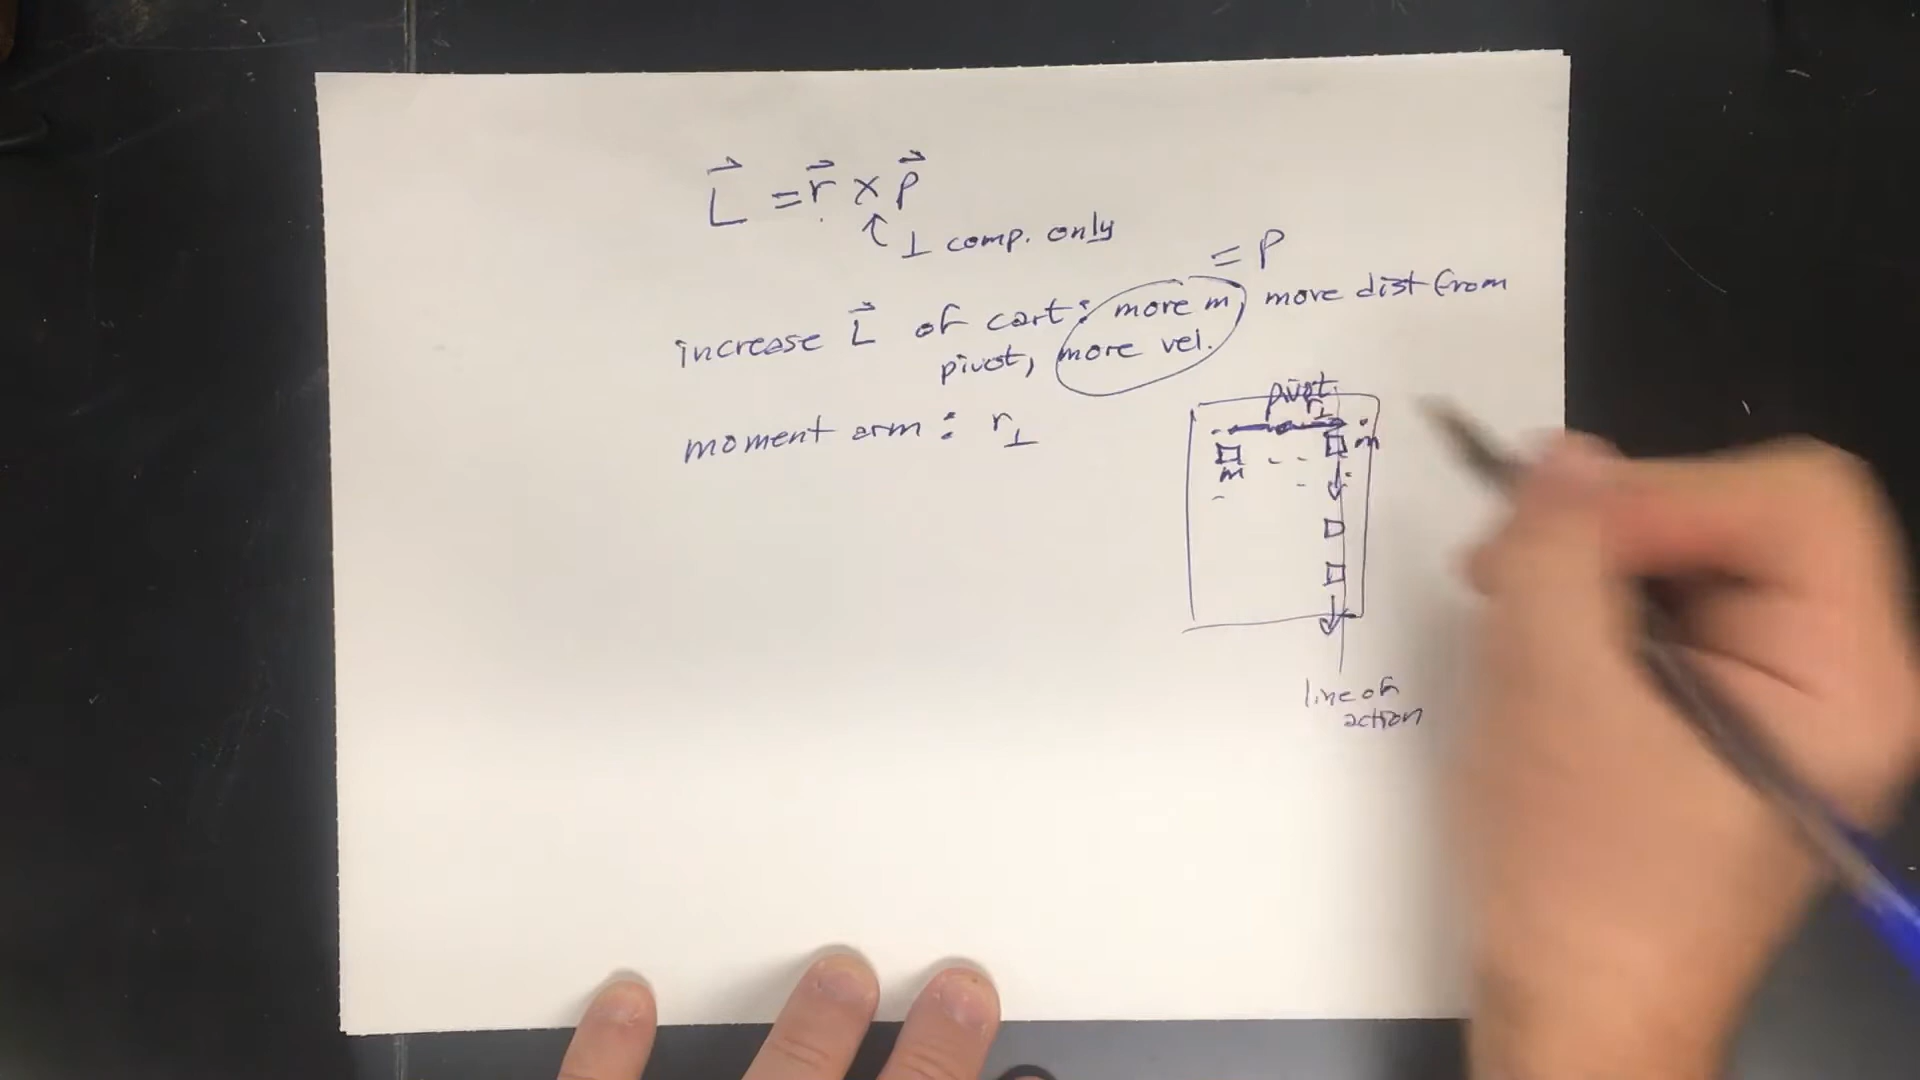 L⃗ = r⃗ × p⃗
⊥ comp. only
= p
increase L⃗ of cart: more m, more dist from
pivot, more vel.
moment arm: r⊥
pivot
r⊥
m
m
line of
action